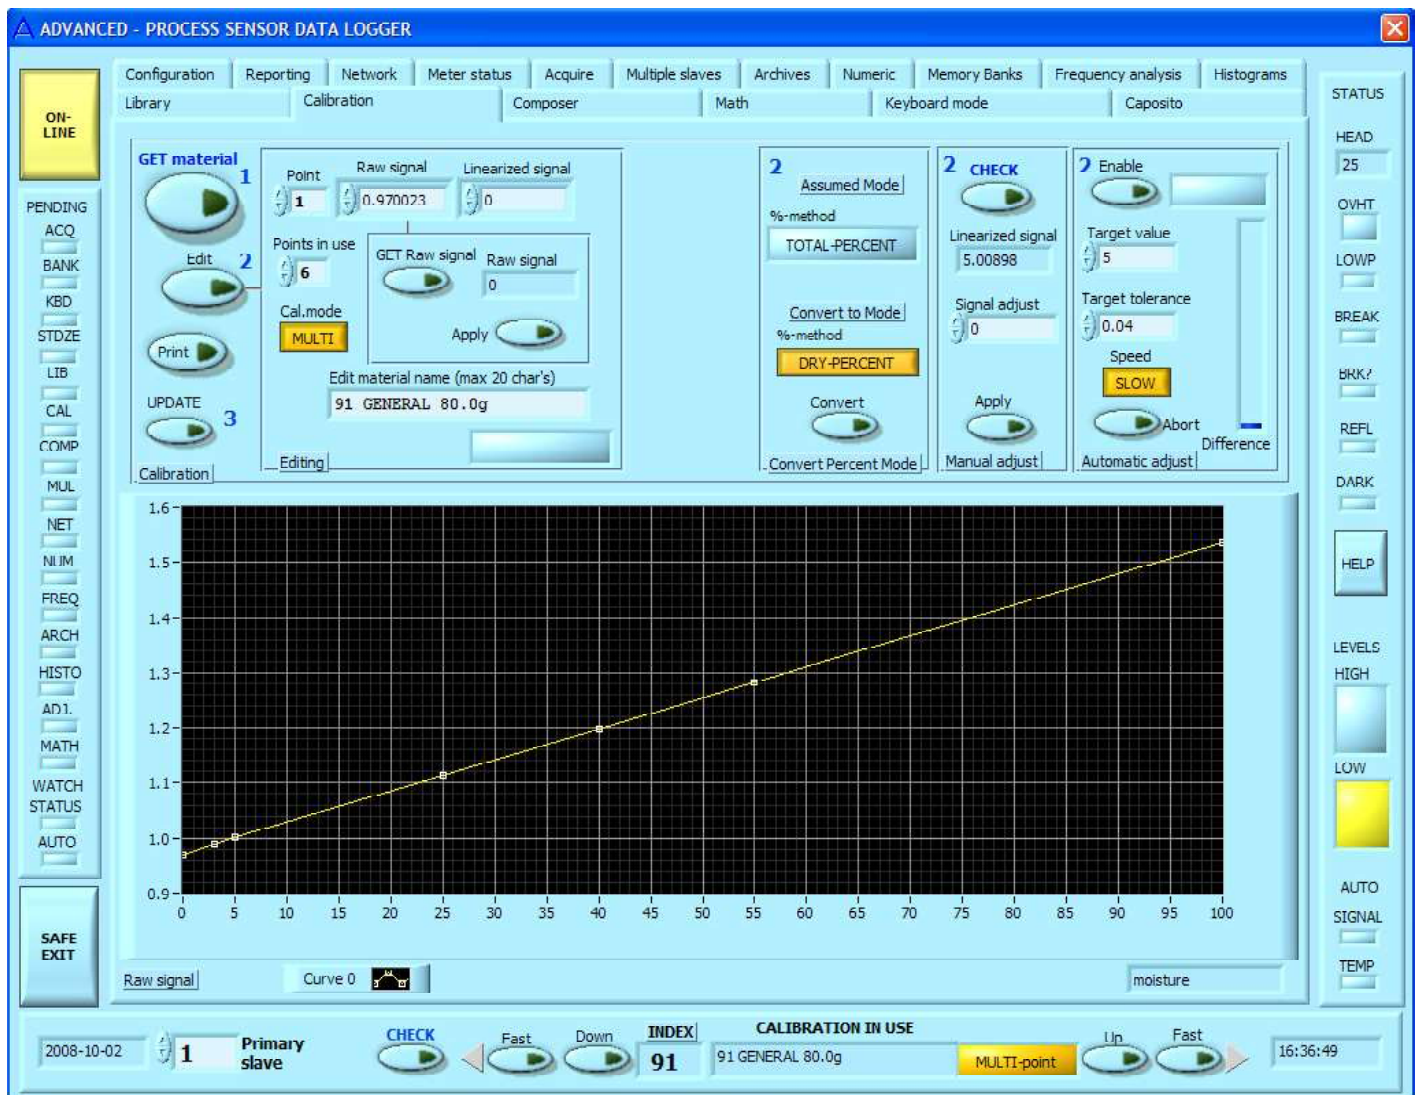 ADVANCED - PROCESS SENSOR DATA LOGGER
Configuration Reporting Network Meter status Acquire Multiple slaves Archives Numeric Memory Banks Frequency analysis Histograms
Library Calibration Composer Math Keyboard mode Caposito
ON-
LINE
PENDING
ACQ
BANK
KBD
STDZE
LIB
CAL
COMP
MUL
NET
NUM
FREQ
ARCH
HISTO
ADJ.
MATH
WATCH
STATUS
AUTO
SAFE
EXIT
GET material
1
Edit
2
Print
UPDATE
3
Calibration
Point
1
Raw signal
0.970023
Linearized signal
0
Points in use
6
Cal.mode
MULTI
GET Raw signal
Raw signal
0
Apply
Edit material name (max 20 char's)
91 GENERAL 80.0g
Editing
2
Assumed Mode
%-method
TOTAL-PERCENT
Convert to Mode
%-method
DRY-PERCENT
Convert
Convert Percent Mode
2 CHECK
Linearized signal
5.00898
Signal adjust
0
Apply
Manual adjust
2 Enable
Target value
5
Target tolerance
0.04
Speed
SLOW
Abort
Difference
Automatic adjust
1.6
1.5
1.4
1.3
1.2
1.1
1.0
0.9
0 5 10 15 20 25 30 35 40 45 50 55 60 65 70 75 80 85 90 95 100
Raw signal
Curve 0
moisture
STATUS
HEAD
25
OVHT
LOWP
BREAK
BRK?
REFL
DARK
HELP
LEVELS
HIGH
LOW
AUTO
SIGNAL
TEMP
2008-10-02
1
Primary
slave
CHECK
Fast
Down
INDEX
91
CALIBRATION IN USE
91 GENERAL 80.0g
MULTI-point
Up
Fast
16:36:49